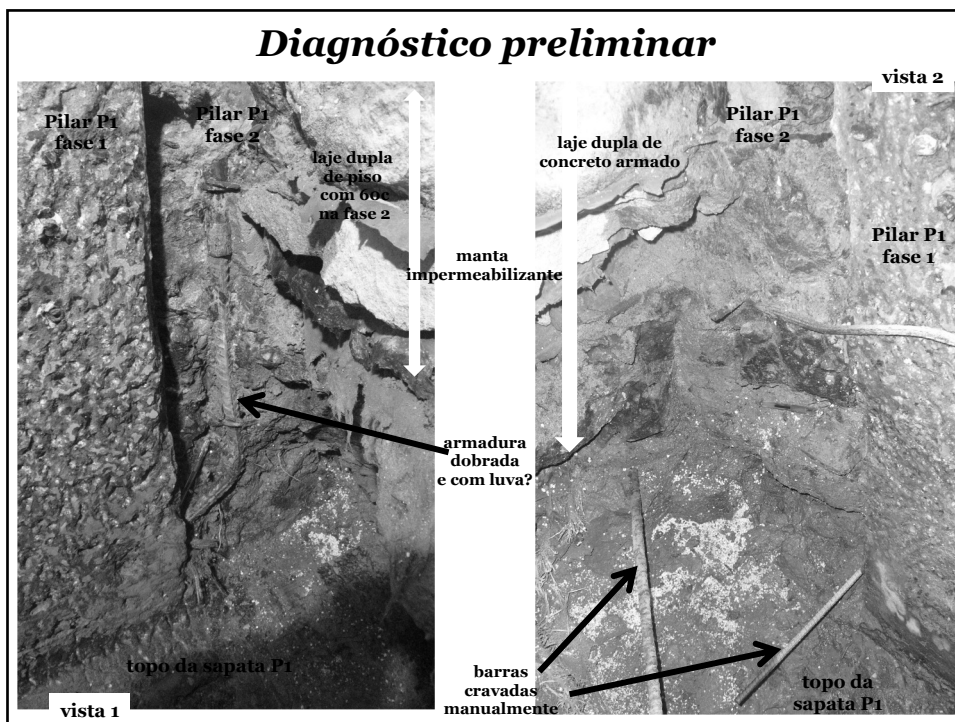 Diagnóstico preliminar
vista 2
Pilar P1
fase 1
Pilar P1
fase 2
laje dupla
de piso
com 60c
na fase 2
manta
impermeabilizante
armadura
dobrada
e com luva?
topo da sapata P1
vista 1
laje dupla de
concreto armado
Pilar P1
fase 2
Pilar P1
fase 1
barras
cravadas
manualmente
topo da
sapata P1